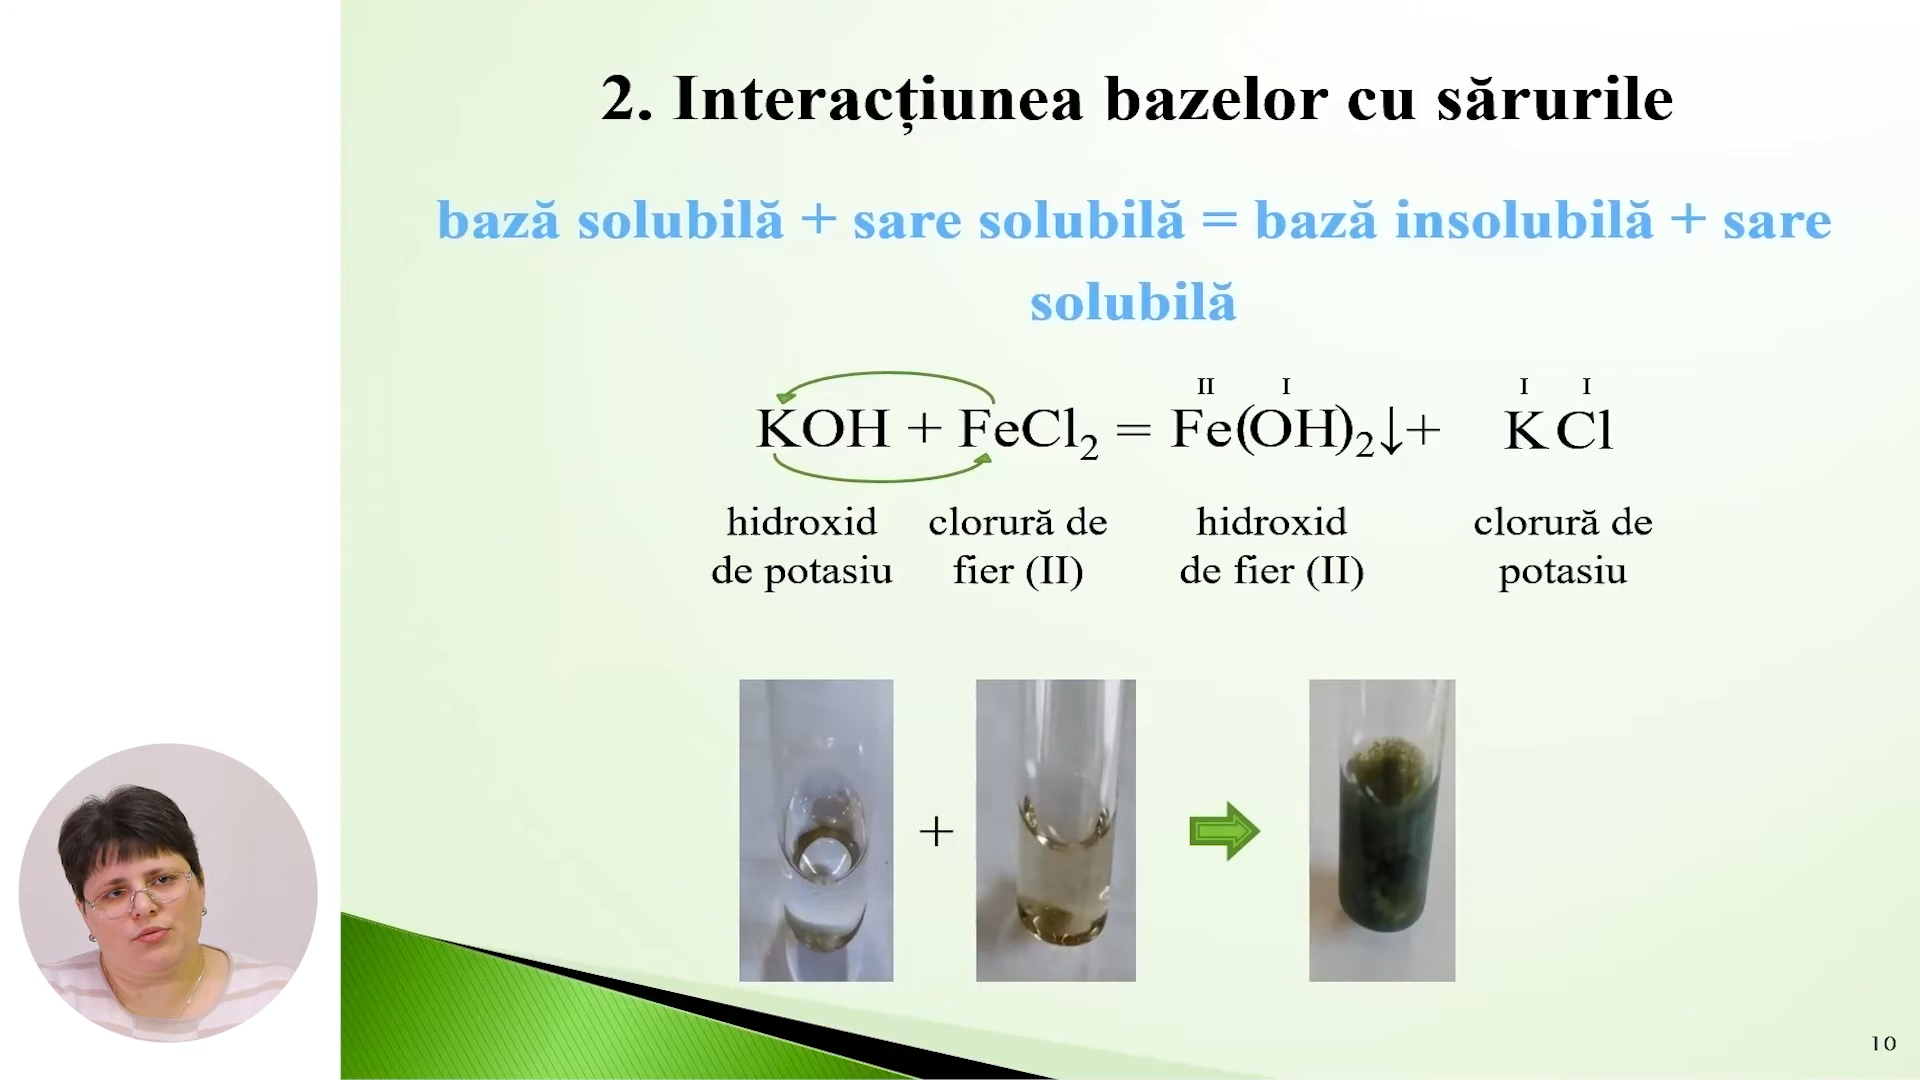 2. Interacțiunea bazelor cu sărurile
bază solubilă + sare solubilă = bază insolubilă + sare
solubilă
II I I I
KOH + FeCl₂ = Fe(OH)₂↓+ K Cl
hidroxid clorură de hidroxid clorură de
de potasiu fier (II) de fier (II) potasiu
+
10